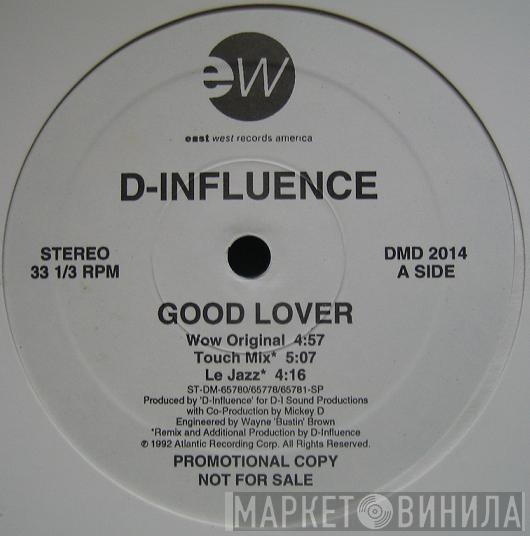 ew
east west records america
D-INFLUENCE
STEREO
33 1/3 RPM
DMD 2014
A SIDE
GOOD LOVER
Wow Original 4:57
Touch Mix* 5:07
Le Jazz* 4:16
ST-DM-65780/65778/65781-SP
Produced by 'D-Influence' for D-I Sound Productions
with Co-Production by Mickey D
Engineered by Wayne 'Bustin' Brown
*Remix and Additional Production by D-Influence
℗ 1992 Atlantic Recording Corp. All Rights Reserved.
PROMOTIONAL COPY
NOT FOR SALE
МАРКЕТ ВИНИЛА